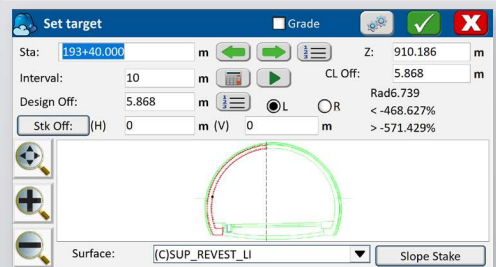 Set target Grade
Sta: 193+40.000 m Z: 910.186 m
Interval: 10 m CL Off: 5.868 m
Design Off: 5.868 m L R Rad6.739
< -468.627%
Stk Off: (H) 0 m (V) 0 m > -571.429%
Surface: (C)SUP_REVEST_LI Slope Stake